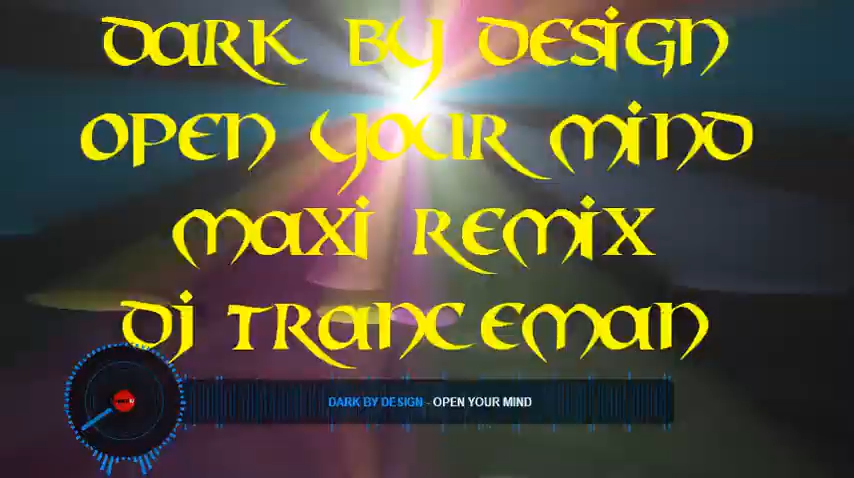 DARK BY DESIGN
OPEN YOUR MIND
MAXI REMIX
DJ TRANCEMAN
DARK BY DESIGN - OPEN YOUR MIND